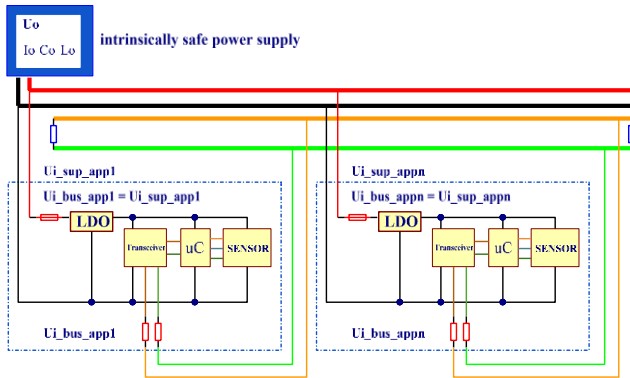 Uo
Io Co Lo
intrinsically safe power supply
Ui_sup_app1
Ui_bus_app1 = Ui_sup_app1
LDO
Transceiver
uC
SENSOR
Ui_bus_app1
Ui_sup_appn
Ui_bus_appn = Ui_sup_appn
LDO
Transceiver
uC
SENSOR
Ui_bus_appn